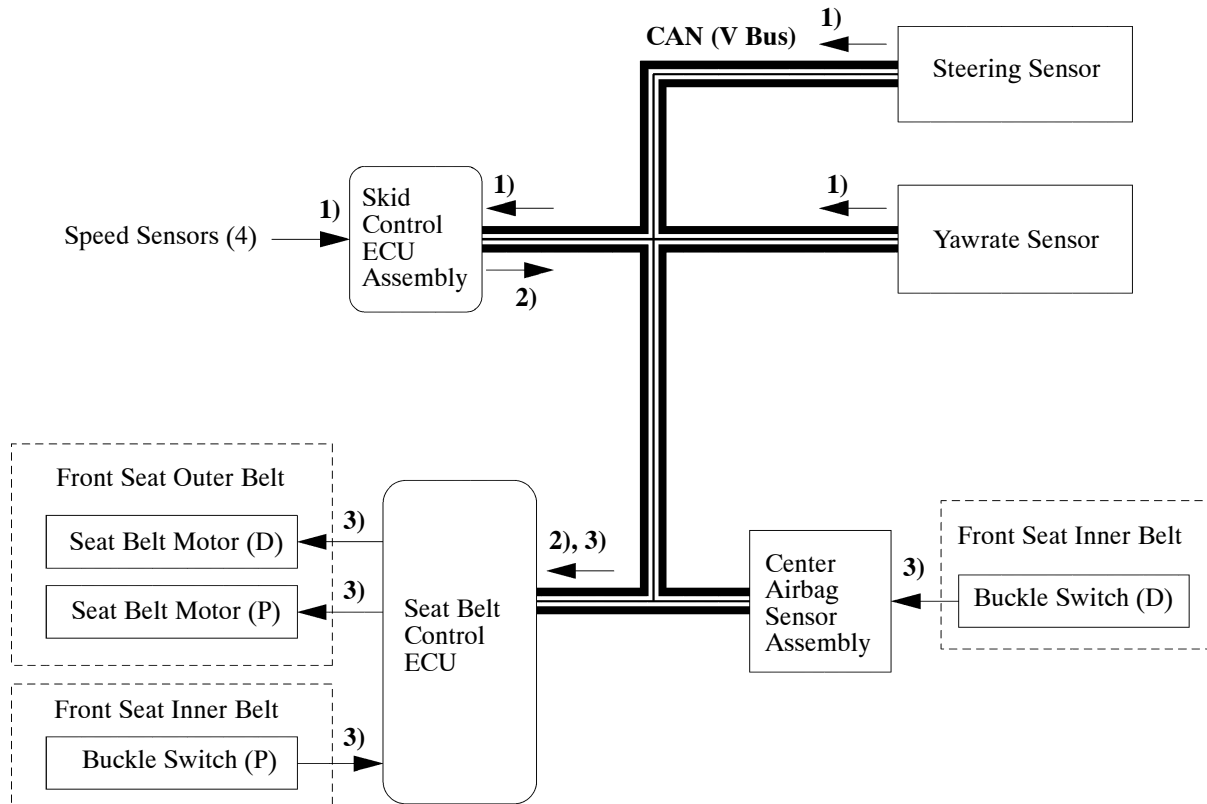 1)
CAN (V Bus)
Steering Sensor
1)
1)
Skid
Control
ECU
Assembly
1)
Speed Sensors (4)
Yawrate Sensor
2)
Front Seat Outer Belt
3)
Seat Belt Motor (D)
3)
Seat Belt Motor (P)
2), 3)
Seat Belt
Control
ECU
Center
Airbag
Sensor
Assembly
3)
Front Seat Inner Belt
Buckle Switch (D)
Front Seat Inner Belt
3)
Buckle Switch (P)